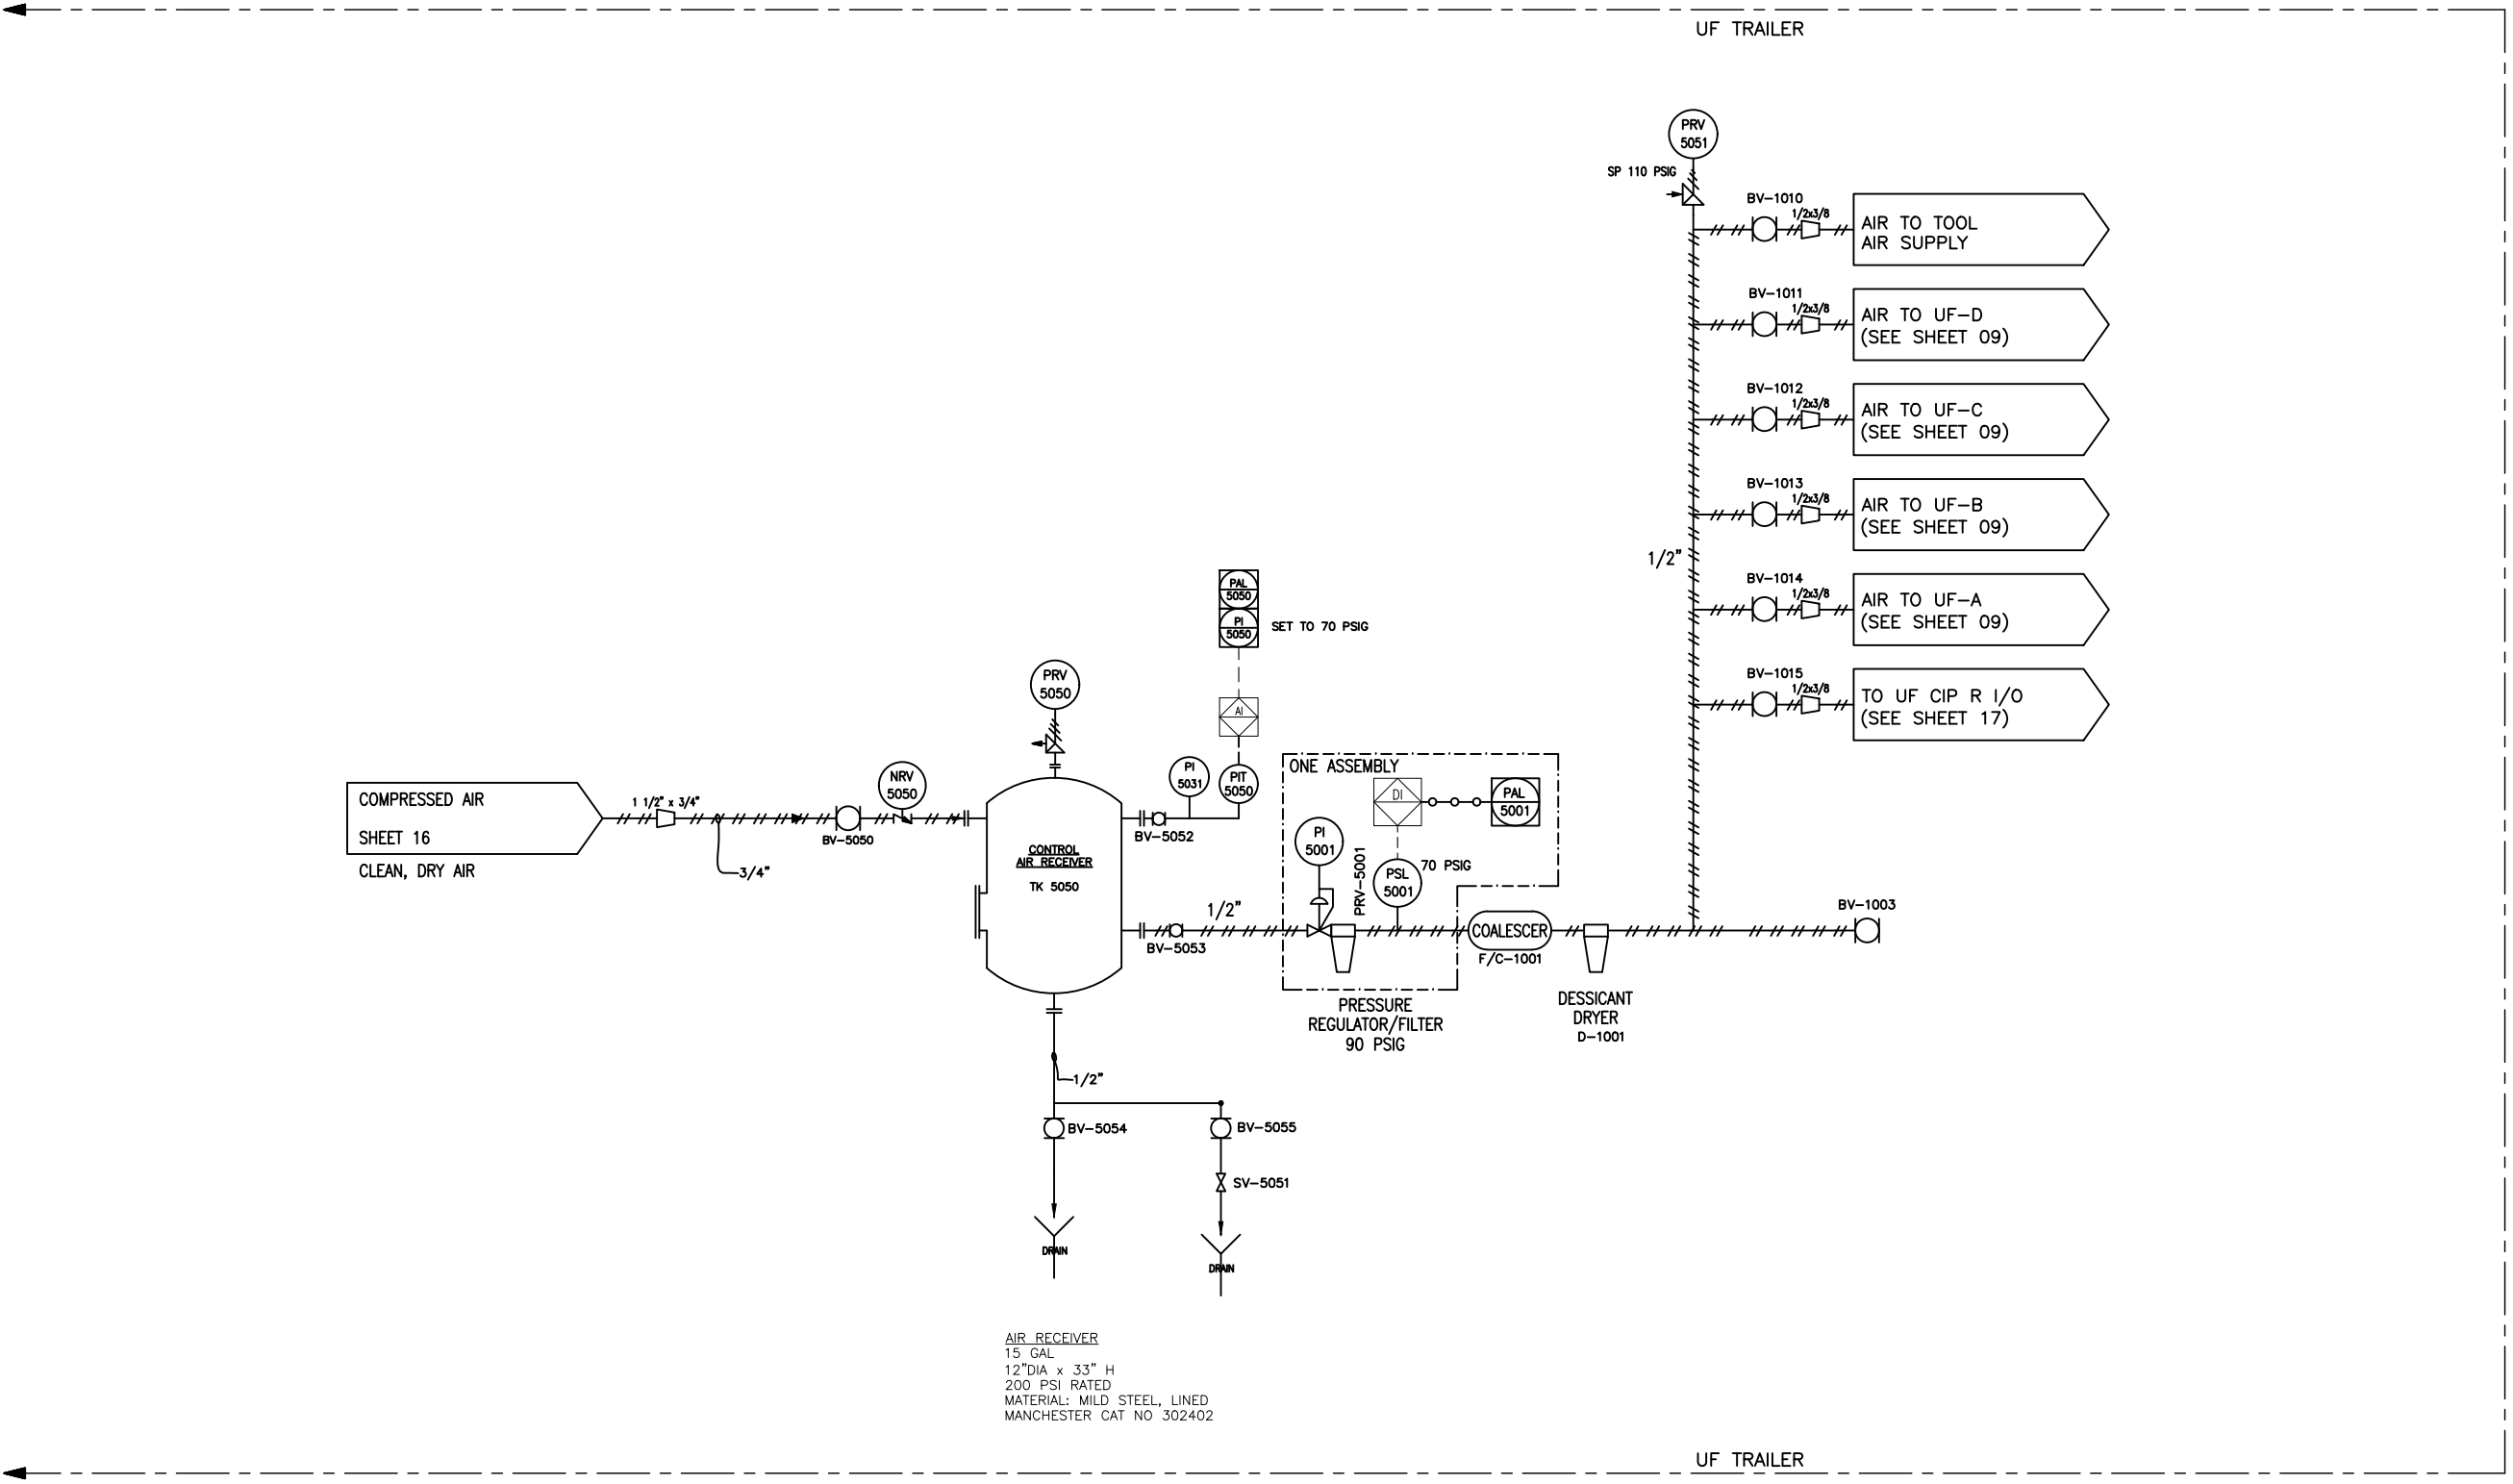 UF TRAILER
PRV
5051
SP 110 PSIG
BV-1010
1/2x3/8
AIR TO TOOL
AIR SUPPLY
BV-1011
1/2x3/8
AIR TO UF-D
(SEE SHEET 09)
BV-1012
1/2x3/8
AIR TO UF-C
(SEE SHEET 09)
BV-1013
1/2x3/8
AIR TO UF-B
(SEE SHEET 09)
1/2"
BV-1014
1/2x3/8
AIR TO UF-A
(SEE SHEET 09)
BV-1015
1/2x3/8
TO UF CIP R I/O
(SEE SHEET 17)
PAL
5050
PI
5050
SET TO 70 PSIG
AI
PRV
5050
NRV
5050
PI
5031
PIT
5050
COMPRESSED AIR
SHEET 16
CLEAN, DRY AIR
1 1/2" x 3/4"
3/4"
BV-5050
CONTROL
AIR RECEIVER
TK 5050
BV-5052
1/2"
BV-5053
ONE ASSEMBLY
DI
PAL
5001
PI
5001
PRV-5001
PSL
5001
70 PSIG
COALESCER
F/C-1001
BV-1003
PRESSURE
REGULATOR/FILTER
90 PSIG
DESSICANT
DRYER
D-1001
1/2"
BV-5054
BV-5055
SV-5051
DRAIN
DRAIN
AIR RECEIVER
15 GAL
12"DIA x 33" H
200 PSI RATED
MATERIAL: MILD STEEL, LINED
MANCHESTER CAT NO 302402
UF TRAILER